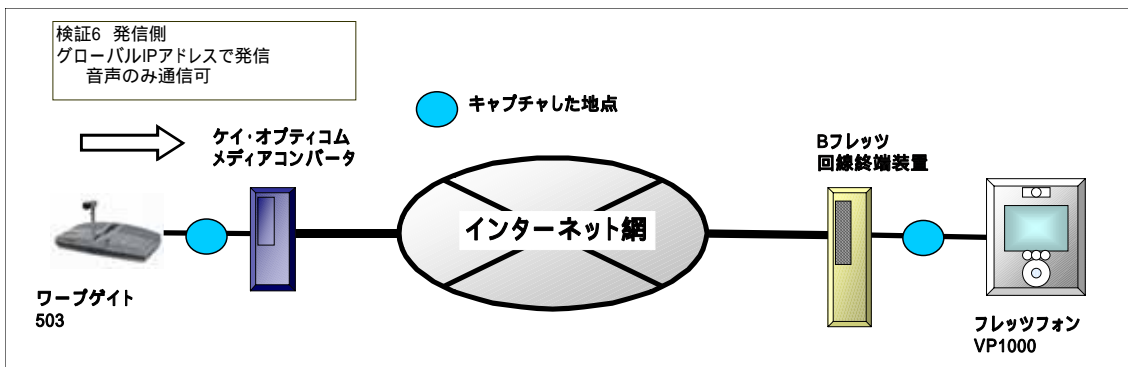 検証6 発信側
グローバルIPアドレスで発信
音声のみ通信可
キャプチャした地点
ケイ・オプティコム
メディアコンバータ
Bフレッツ
回線終端装置
インターネット網
ワープゲイト
503
フレッツフォン
VP1000